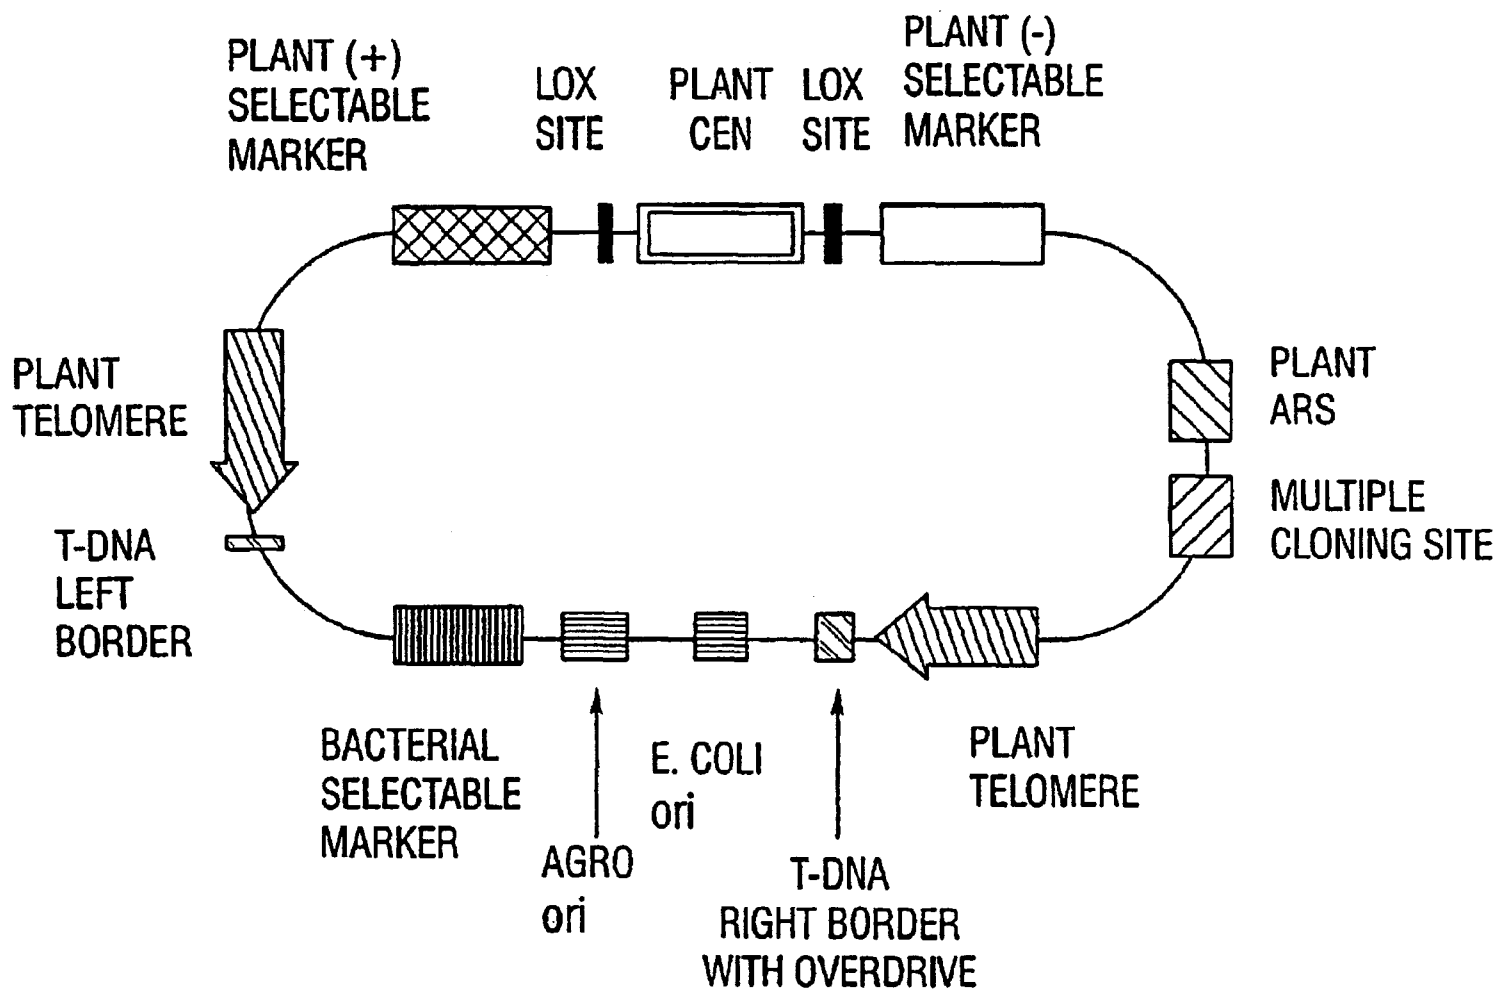 PLANT (+)
SELECTABLE
MARKER
LOX
SITE
PLANT
CEN
LOX
SITE
PLANT (-)
SELECTABLE
MARKER
PLANT
TELOMERE
PLANT
ARS
MULTIPLE
CLONING SITE
T-DNA
LEFT
BORDER
BACTERIAL
SELECTABLE
MARKER
AGRO
ori
E. COLI
ori
T-DNA
RIGHT BORDER
WITH OVERDRIVE
PLANT
TELOMERE